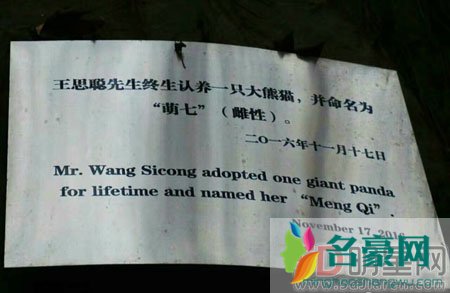 王思聪先生终生认养一只大熊猫，并命名为
“萌七”（雌性）。
二〇一六年十一月十七日
Mr. Wang Sicong adopted one giant panda
for lifetime and named her “Meng Qi”.
November 17, 2016
名豪网